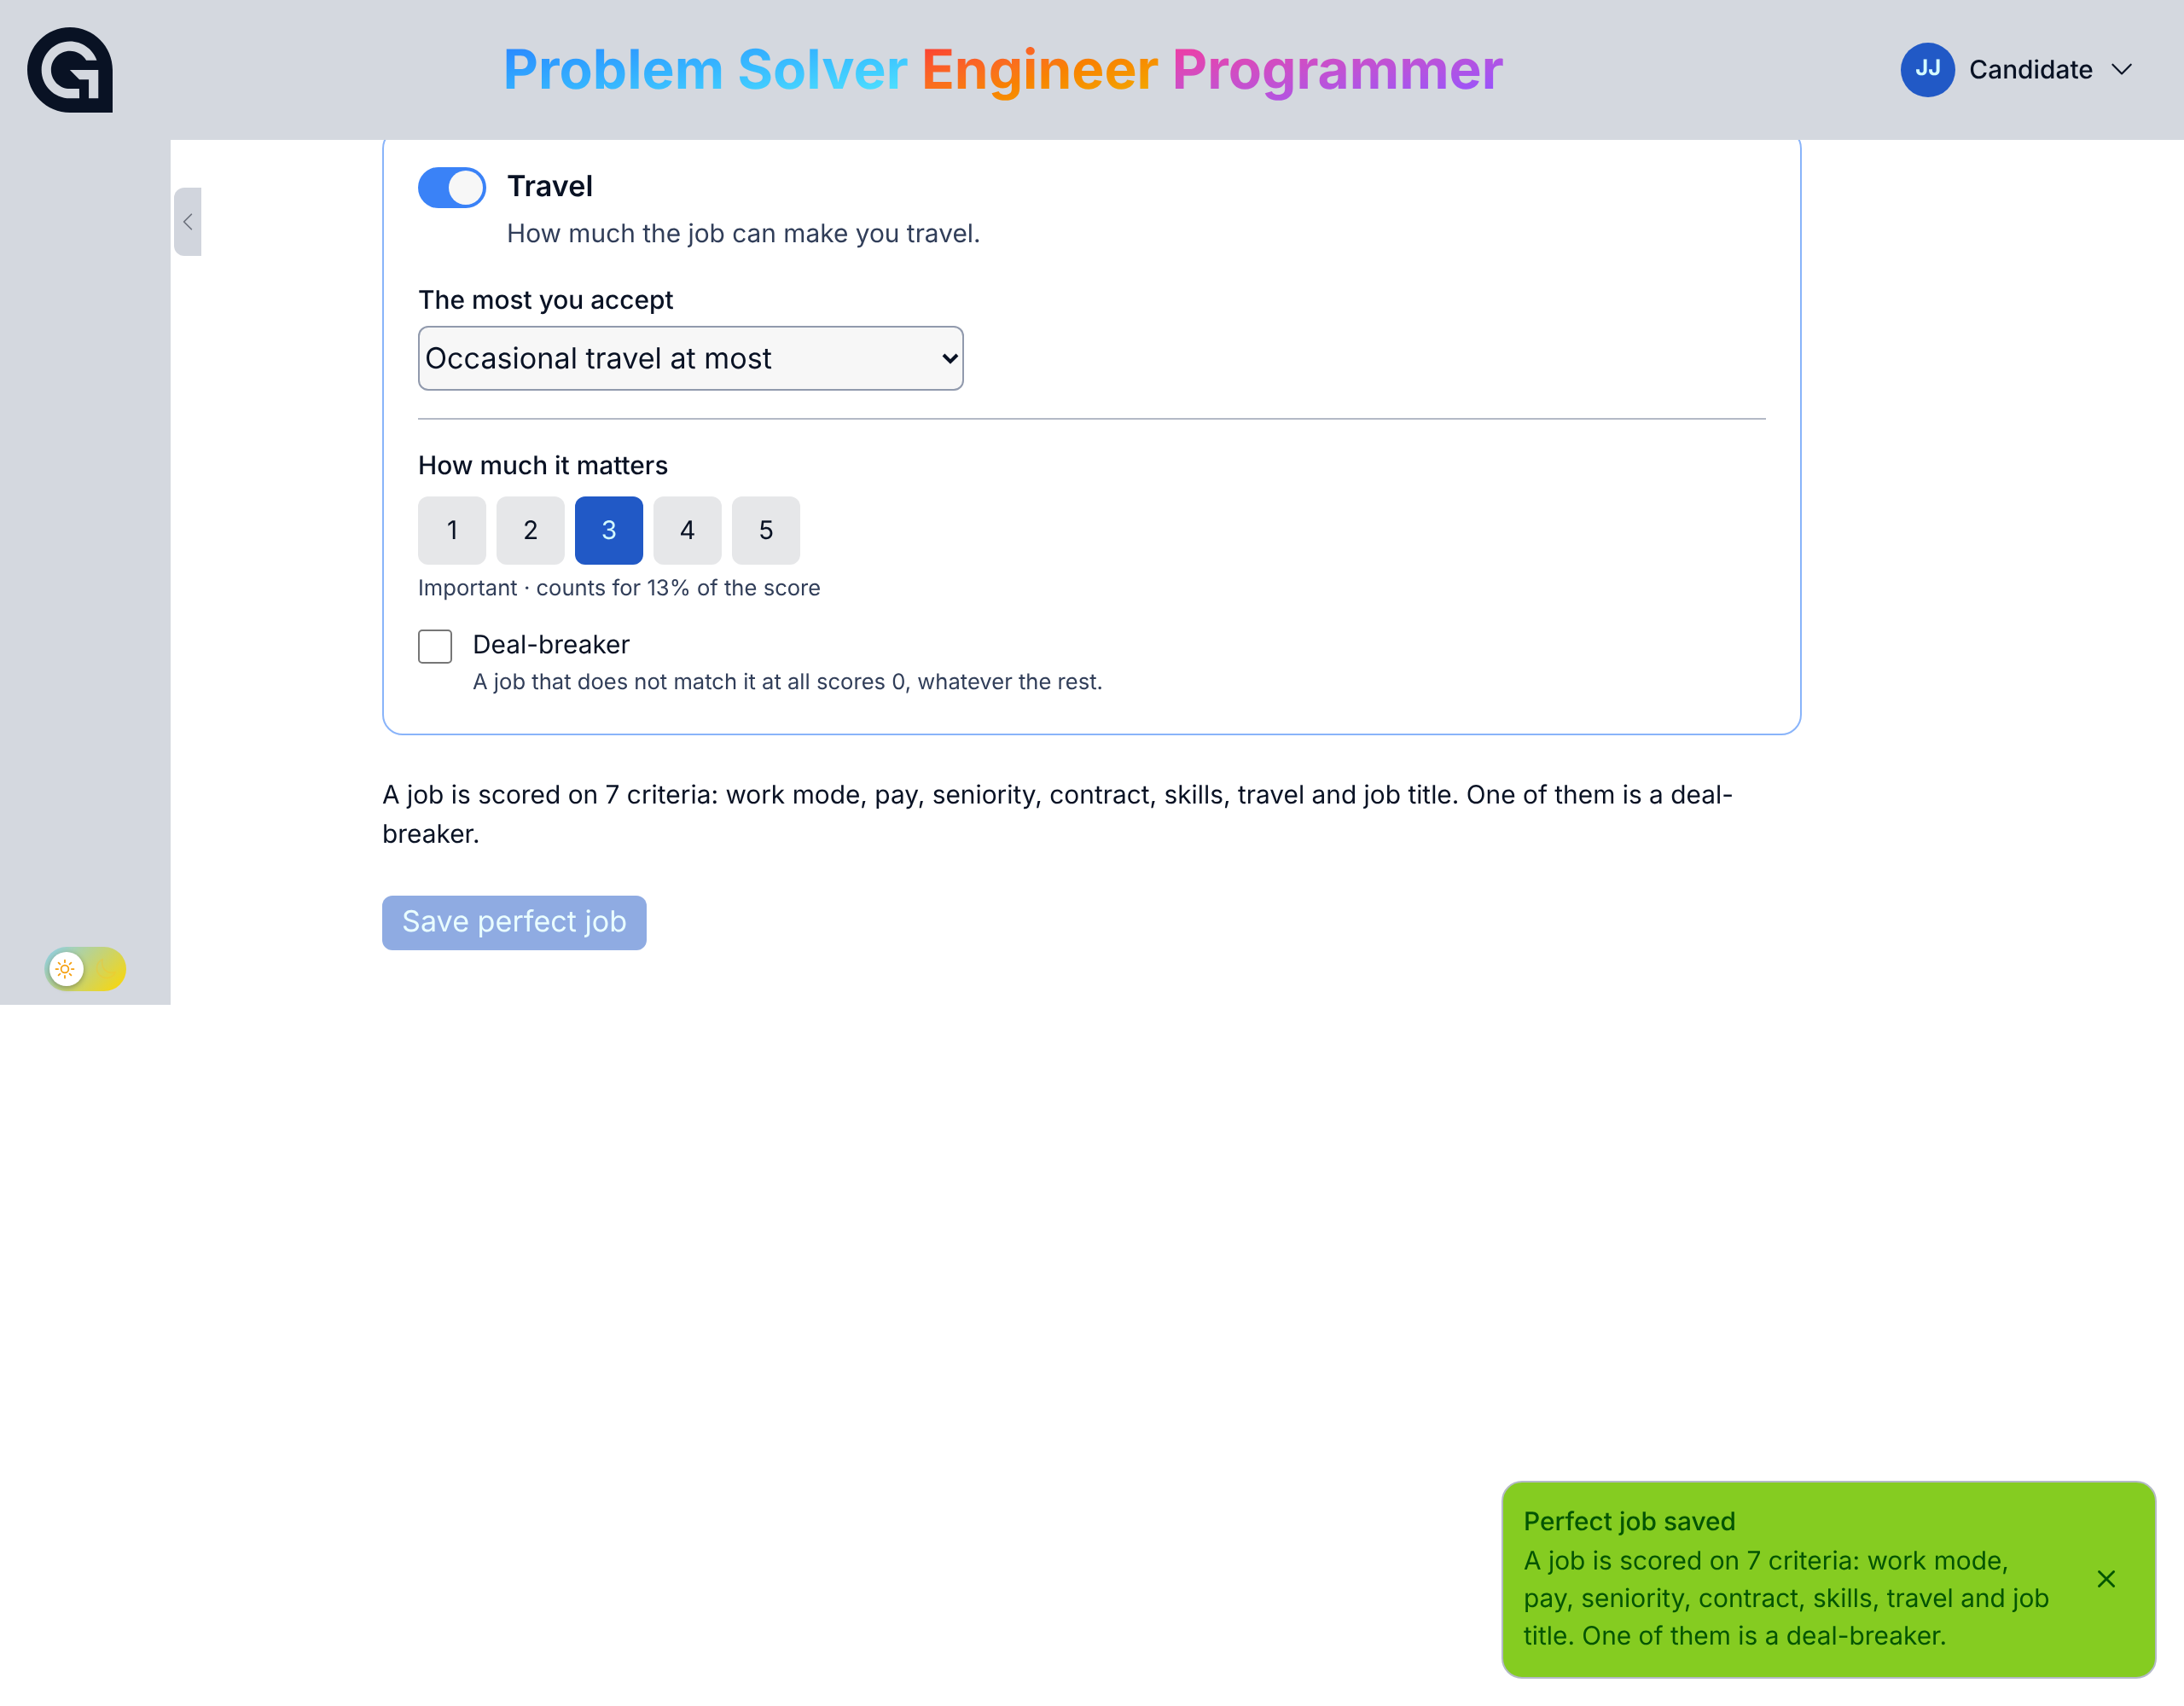 Problem Solver Engineer Programmer
JJ
Candidate
Travel
How much the job can make you travel.
The most you accept
Occasional travel at most
How much it matters
1 2 3 4 5
Important · counts for 13% of the score
Deal-breaker
A job that does not match it at all scores 0, whatever the rest.
A job is scored on 7 criteria: work mode, pay, seniority, contract, skills, travel and job title. One of them is a deal-
breaker.
Save perfect job
Perfect job saved
A job is scored on 7 criteria: work mode,
pay, seniority, contract, skills, travel and job
title. One of them is a deal-breaker.